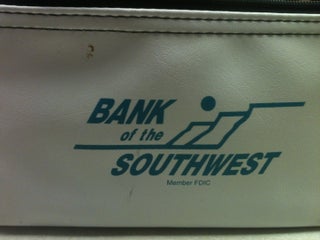 BANK
of the
SOUTHWEST
Member FDIC